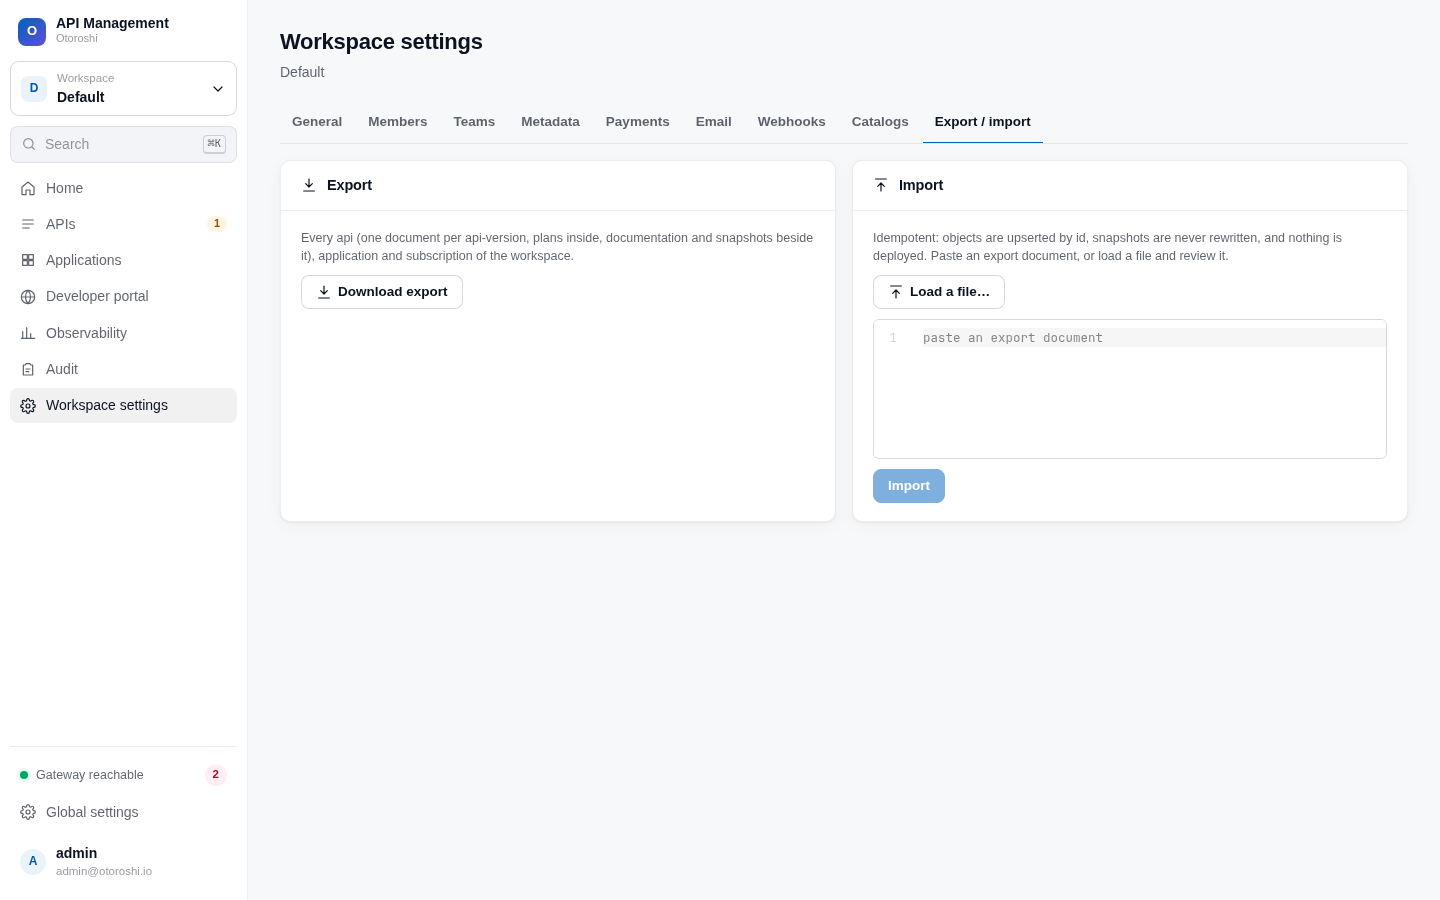 O
API Management
Otoroshi
D
Workspace
Default
Search
⌘K
Home
APIs
1
Applications
Developer portal
Observability
Audit
Workspace settings
Gateway reachable
2
Global settings
A
admin
admin@otoroshi.io
Workspace settings
Default
General
Members
Teams
Metadata
Payments
Email
Webhooks
Catalogs
Export / import
Export
Every api (one document per api-version, plans inside, documentation and snapshots beside
it), application and subscription of the workspace.
Download export
Import
Idempotent: objects are upserted by id, snapshots are never rewritten, and nothing is
deployed. Paste an export document, or load a file and review it.
Load a file…
1
paste an export document
Import